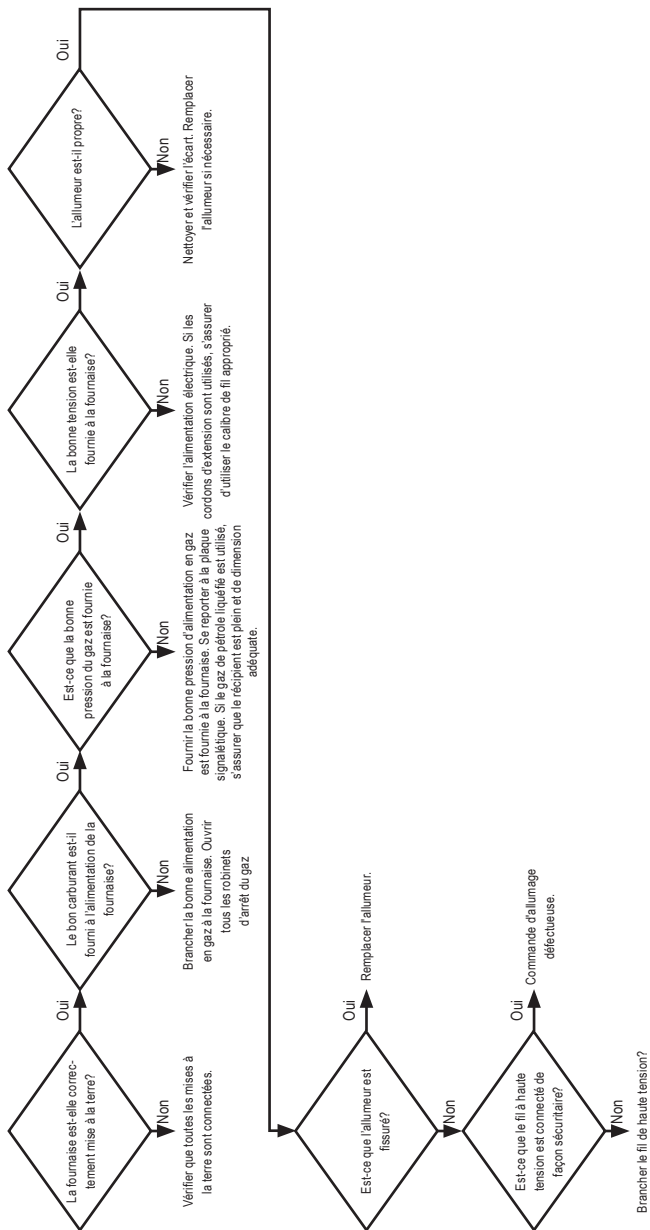 La fournaise est-elle correc-
tement mise à la terre?
Oui
Non
Vérifier que toutes les mises à
la terre sont connectées.
Le bon carburant est-il
fourni à l'alimentation de la
fournaise?
Oui
Non
Brancher la bonne alimentation
en gaz à la fournaise. Ouvrir
tous les robinets
d'arrêt du gaz
Est-ce que la bonne
pression du gaz est fournie
à la fournaise?
Oui
Non
Fournir la bonne pression d'alimentation en gaz
est fournie à la fournaise. Se reporter à la plaque
signalétique. Si le gaz de pétrole liquéfié est utilisé,
s'assurer que le récipient est plein et de dimension
adéquate.
La bonne tension est-elle
fournie à la fournaise?
Oui
Non
Vérifier l'alimentation électrique. Si les
cordons d'extension sont utilisés, s'assurer
d'utiliser le calibre de fil approprié.
L'allumeur est-il propre?
Oui
Non
Nettoyer et vérifier l'écart. Remplacer
l'allumeur si nécessaire.
Est-ce que l'allumeur est
fissuré?
Oui
Remplacer l'allumeur.
Non
Est-ce que le fil à haute
tension est connecté de
façon sécuritaire?
Oui
Commande d'allumage
défectueuse.
Non
Brancher le fil de haute tension?